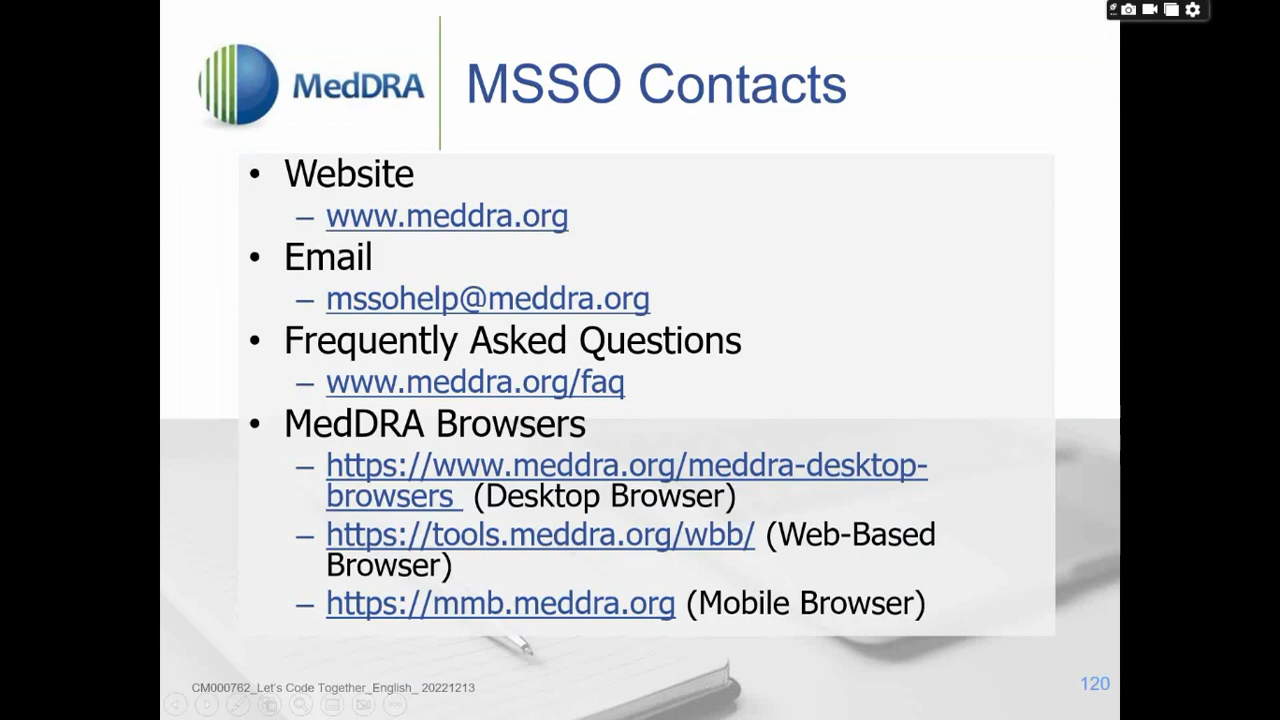 MedDRA
MSSO Contacts
• Website
– www.meddra.org
• Email
– mssohelp@meddra.org
• Frequently Asked Questions
– www.meddra.org/faq
• MedDRA Browsers
– https://www.meddra.org/meddra-desktop-
browsers (Desktop Browser)
– https://tools.meddra.org/wbb/ (Web-Based
Browser)
– https://mmb.meddra.org (Mobile Browser)
CM000762_Let's Code Together_English_ 20221213
120